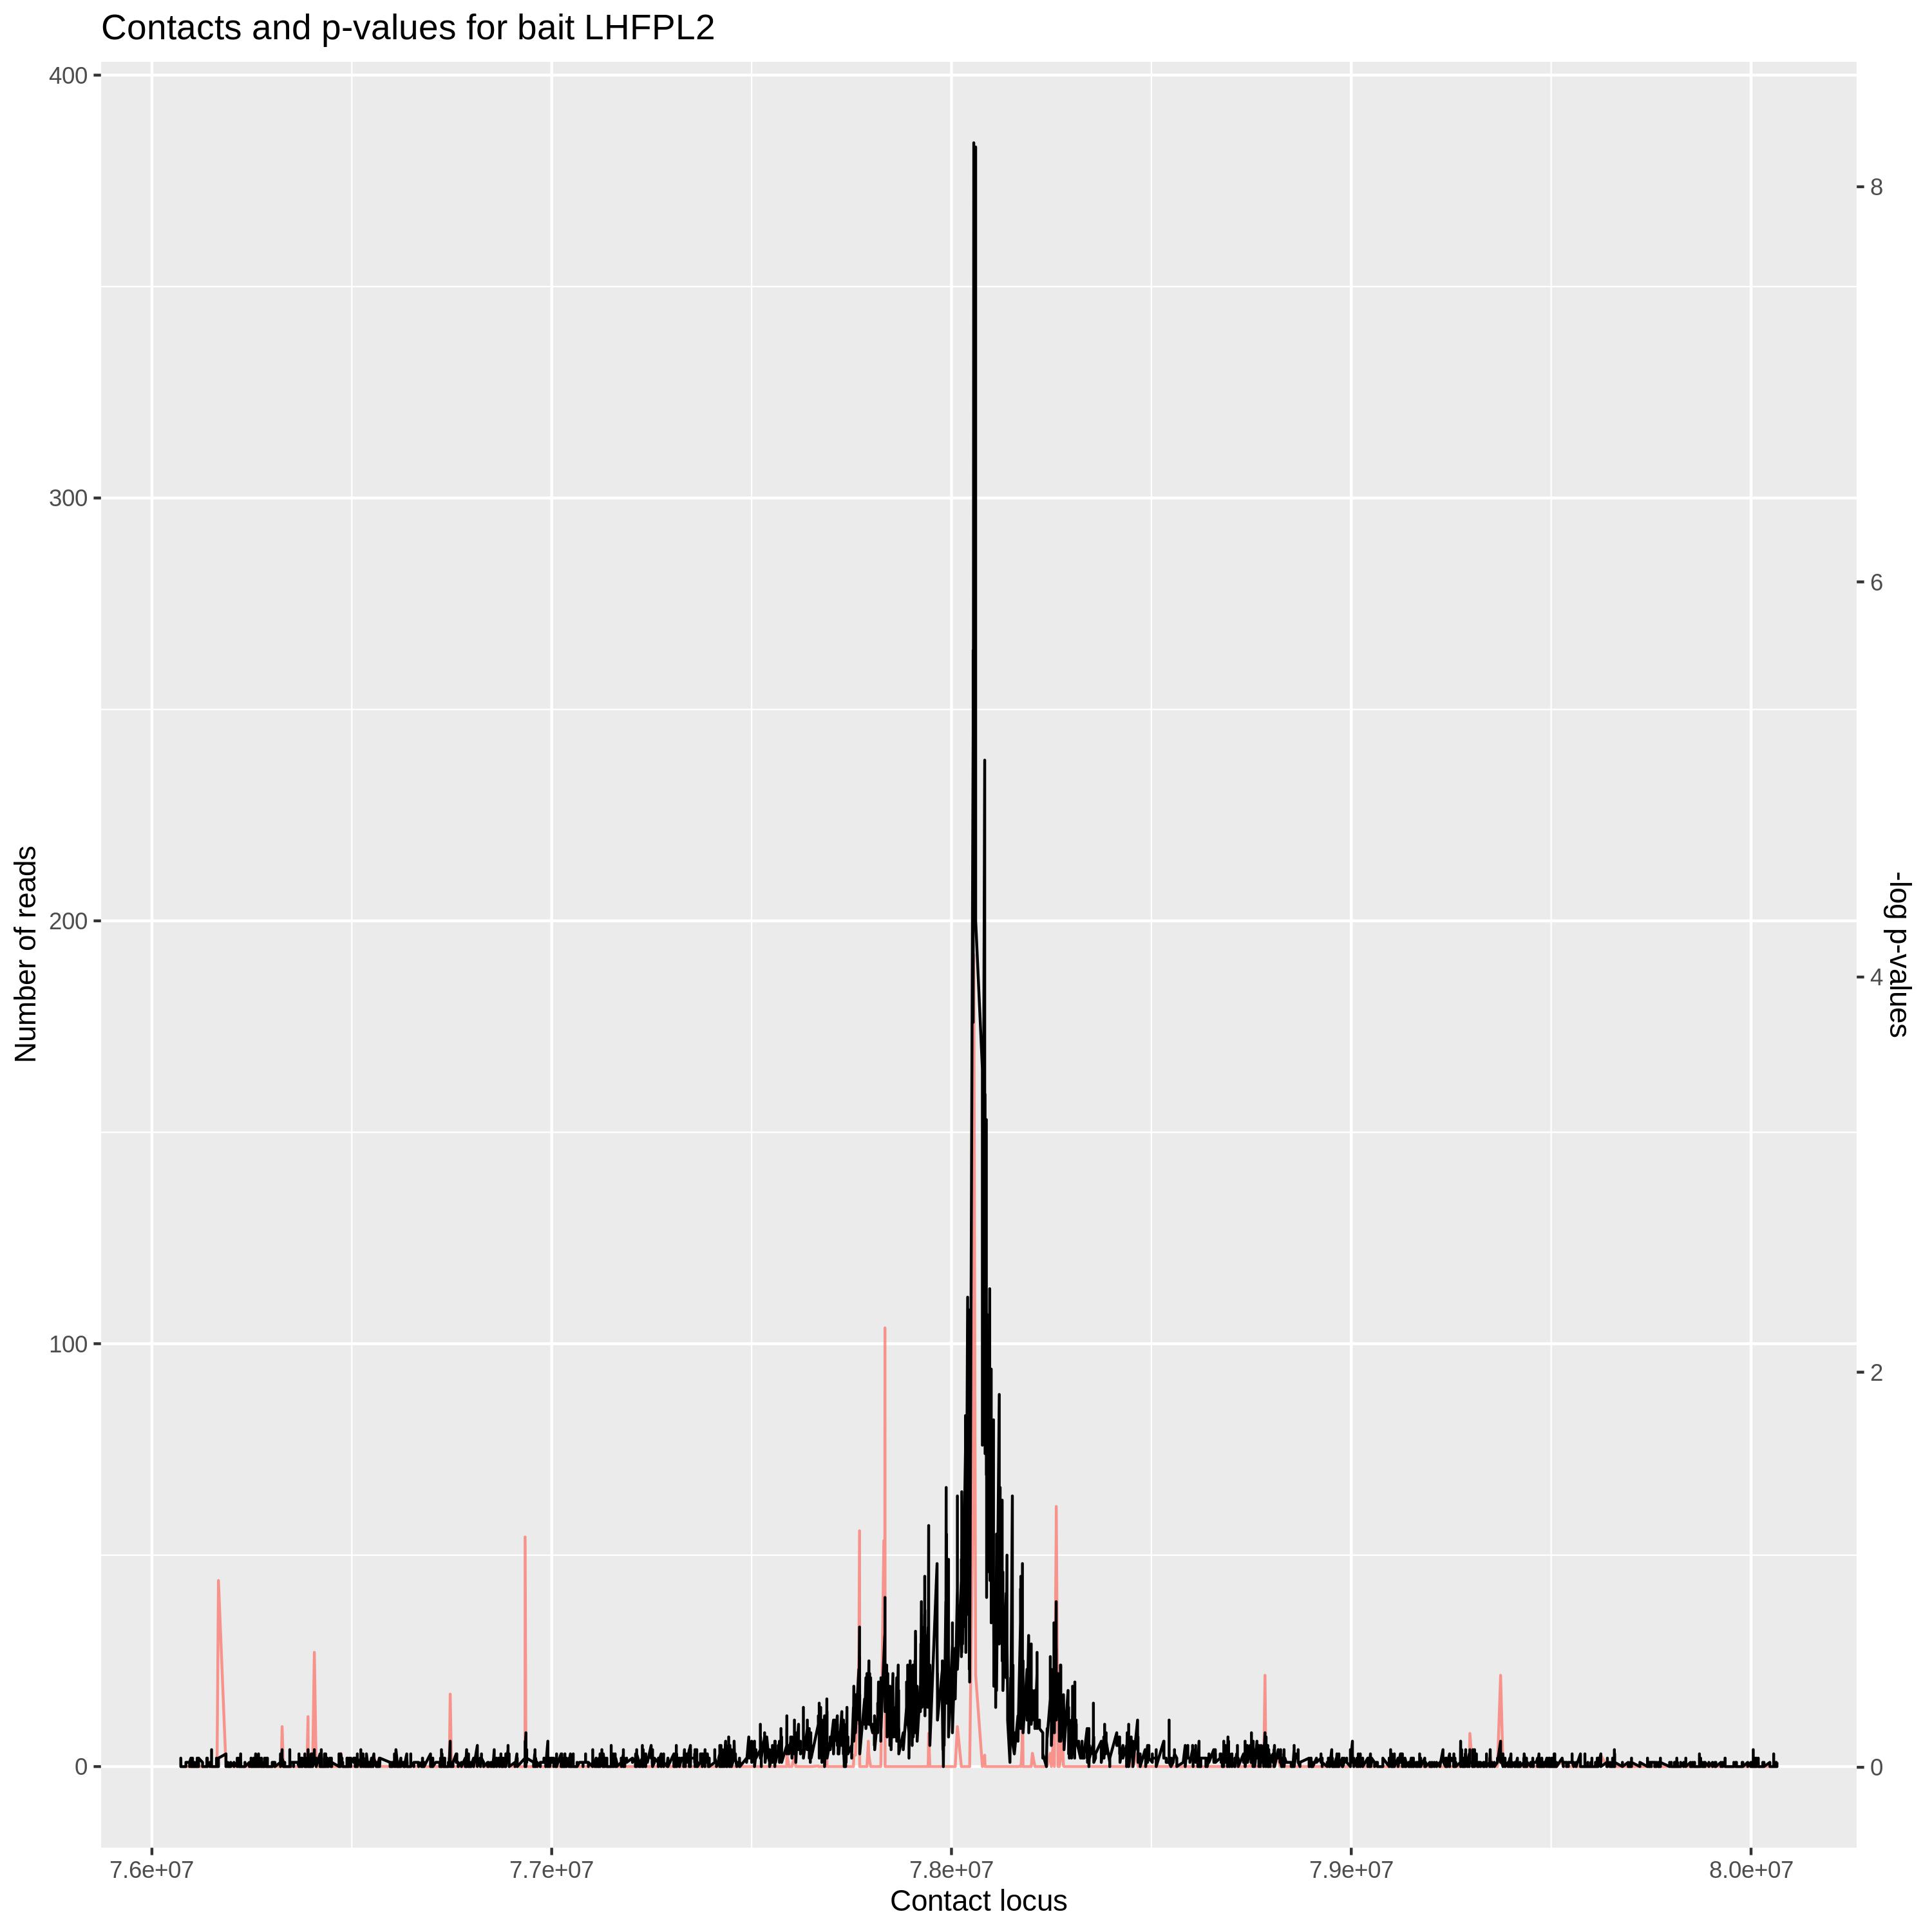 Contacts and p-values for bait LHFPL2
400
300
200
100
0
Number of reads
8
6
4
2
0
-log p-values
7.6e+07 7.7e+07 7.8e+07 7.9e+07 8.0e+07
Contact locus